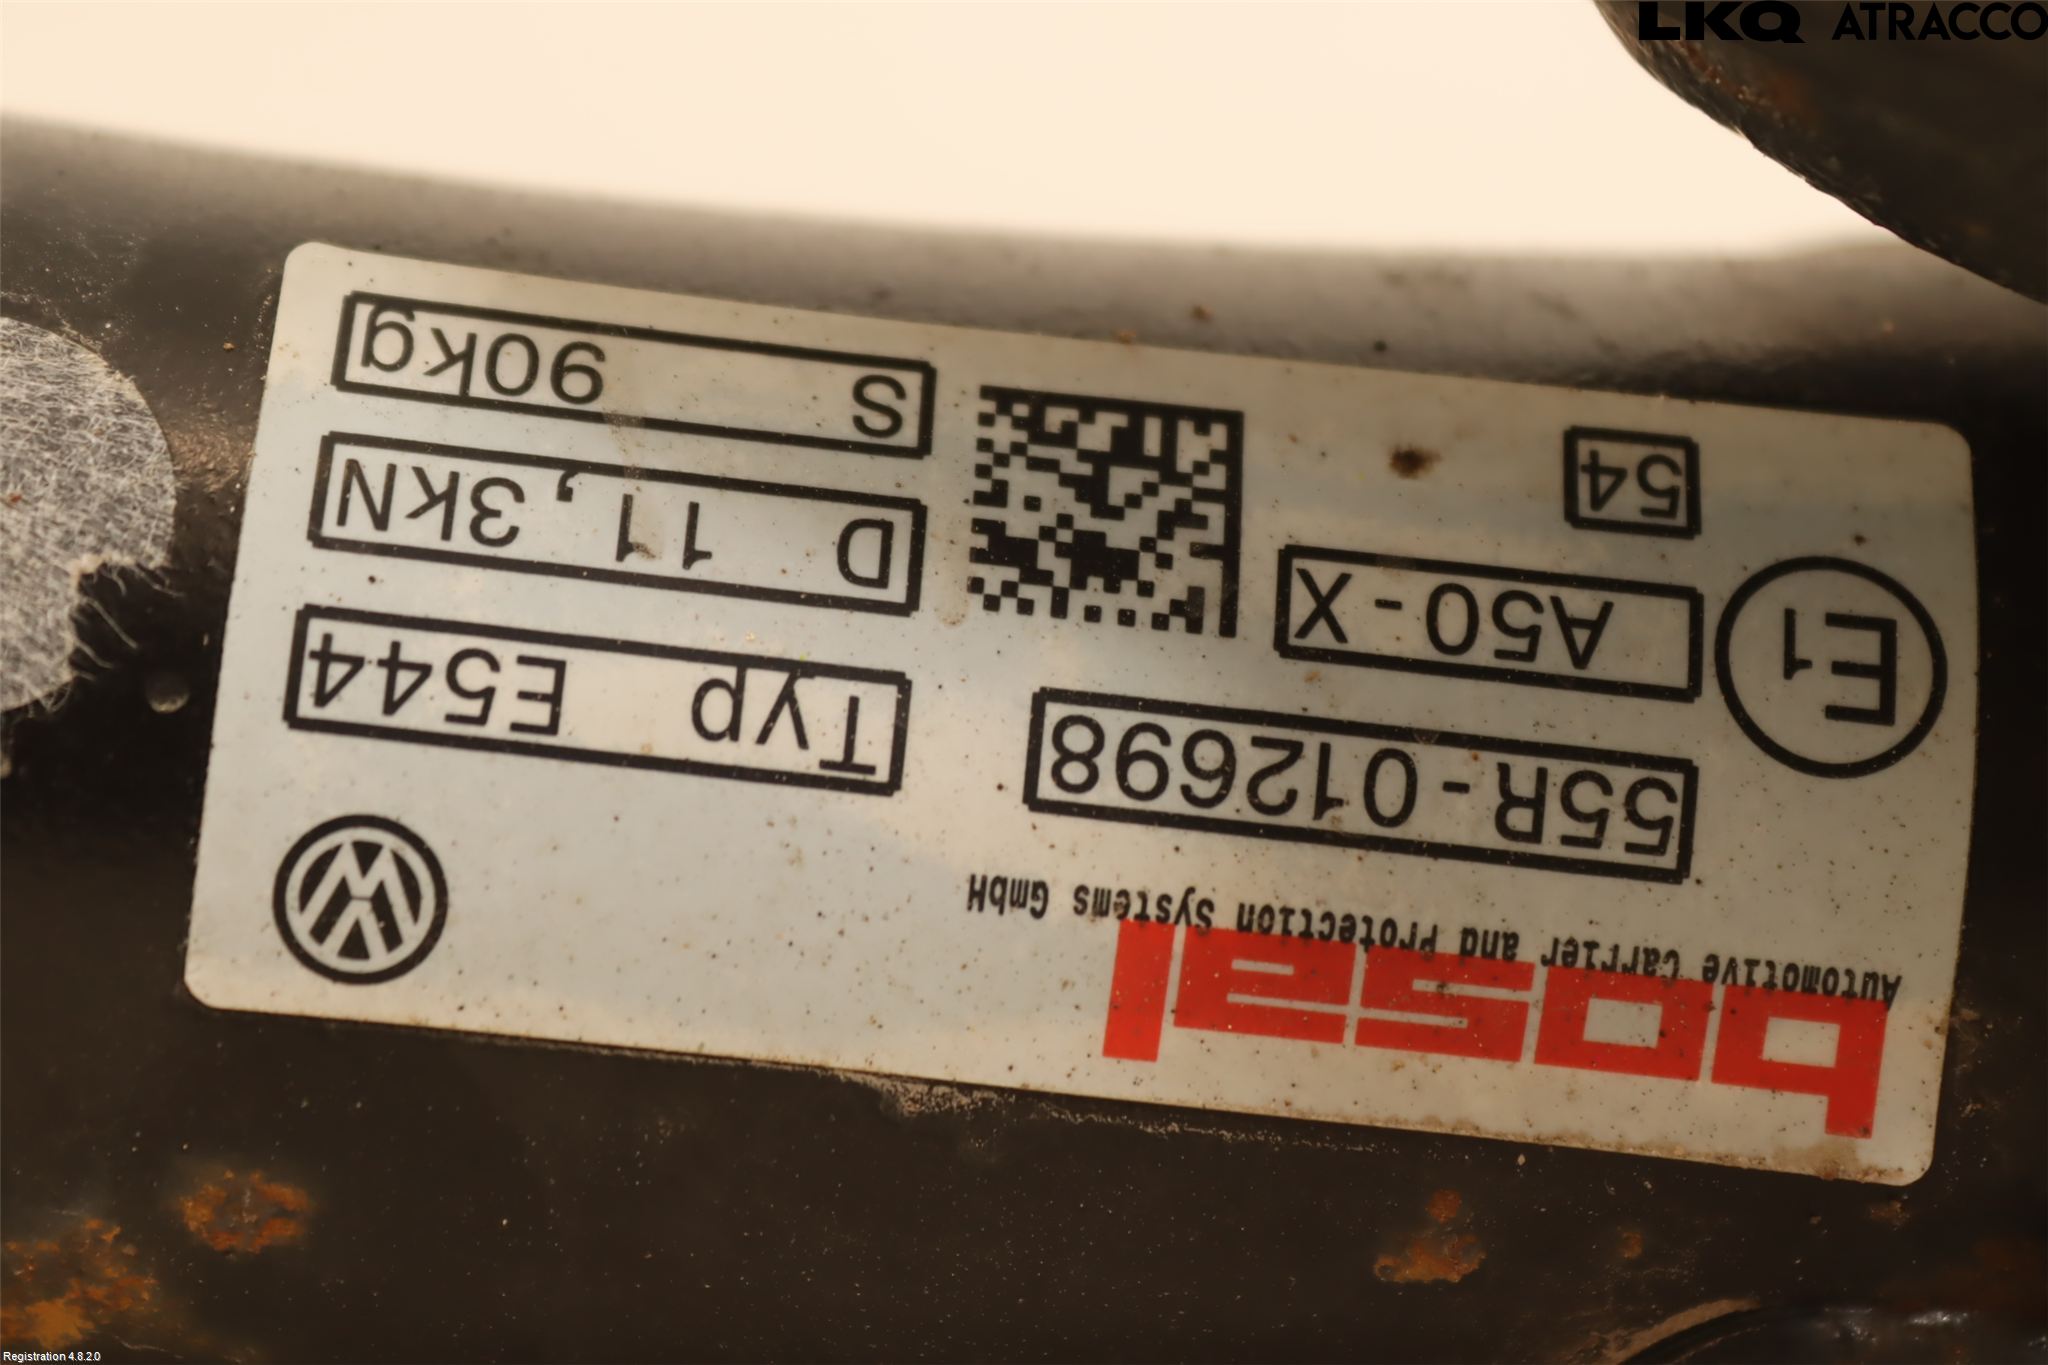 LKQ ATRACCO
bosal
Automotive Carrier and Protection Systems GmbH
55R-012698
Typ E544
E1
A50-X
D 11,3kN
54
S 90kg
Registration 4.8.2.0